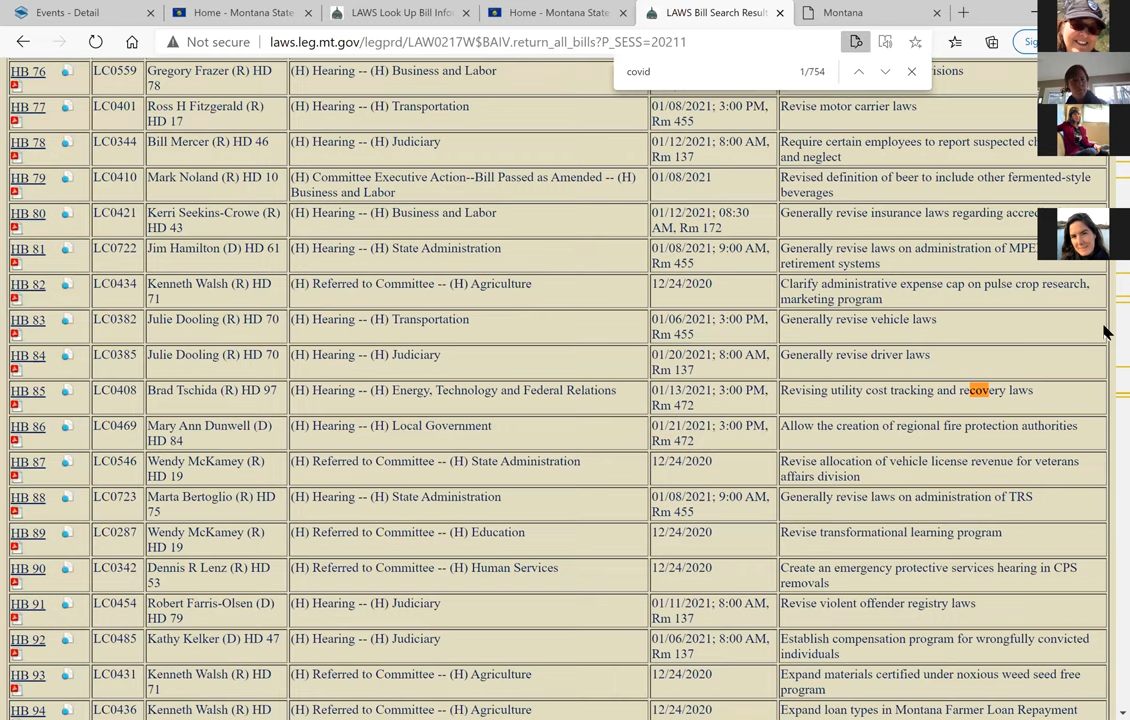 Events - Detail
Home - Montana State
LAWS Look Up Bill Info
Home - Montana State
LAWS Bill Search Result
Montana
Not secure
laws.leg.mt.gov/legprd/LAW0217W$BAIV.return_all_bills?P_SESS=20211
covid 1/754
HB 76 LC0559 Gregory Frazer (R) HD (H) Hearing -- (H) Business and Labor
78
HB 77 LC0401 Ross H Fitzgerald (R) (H) Hearing -- (H) Transportation 01/08/2021; 3:00 PM, Revise motor carrier laws
HD 17 Rm 455
HB 78 LC0344 Bill Mercer (R) HD 46 (H) Hearing -- (H) Judiciary 01/12/2021; 8:00 AM, Require certain employees to report suspected
Rm 137 and neglect
HB 79 LC0410 Mark Noland (R) HD 10 (H) Committee Executive Action--Bill Passed as Amended -- (H) 01/08/2021 Revised definition of beer to include other fermented-style
Business and Labor beverages
HB 80 LC0421 Kerri Seekins-Crowe (R) (H) Hearing -- (H) Business and Labor 01/12/2021; 08:30 Generally revise insurance laws regarding
HD 43 AM, Rm 172
HB 81 LC0722 Jim Hamilton (D) HD 61 (H) Hearing -- (H) State Administration 01/08/2021; 9:00 AM, Generally revise laws on administration of
Rm 455 retirement systems
HB 82 LC0434 Kenneth Walsh (R) HD (H) Referred to Committee -- (H) Agriculture 12/24/2020 Clarify administrative expense cap on pulse crop research,
71 marketing program
HB 83 LC0382 Julie Dooling (R) HD 70 (H) Hearing -- (H) Transportation 01/06/2021; 3:00 PM, Generally revise vehicle laws
Rm 455
HB 84 LC0385 Julie Dooling (R) HD 70 (H) Hearing -- (H) Judiciary 01/20/2021; 8:00 AM, Generally revise driver laws
Rm 137
HB 85 LC0408 Brad Tschida (R) HD 97 (H) Hearing -- (H) Energy, Technology and Federal Relations 01/13/2021; 3:00 PM, Revising utility cost tracking and recovery laws
Rm 472
HB 86 LC0469 Mary Ann Dunwell (D) (H) Hearing -- (H) Local Government 01/21/2021; 3:00 PM, Allow the creation of regional fire protection authorities
HD 84 Rm 472
HB 87 LC0546 Wendy McKamey (R) (H) Referred to Committee -- (H) State Administration 12/24/2020 Revise allocation of vehicle license revenue for veterans
HD 19 affairs division
HB 88 LC0723 Marta Bertoglio (R) HD (H) Hearing -- (H) State Administration 01/08/2021; 9:00 AM, Generally revise laws on administration of TRS
75 Rm 455
HB 89 LC0287 Wendy McKamey (R) (H) Referred to Committee -- (H) Education 12/24/2020 Revise transformational learning program
HD 19
HB 90 LC0342 Dennis R Lenz (R) HD (H) Referred to Committee -- (H) Human Services 12/24/2020 Create an emergency protective services hearing in CPS
53 removals
HB 91 LC0454 Robert Farris-Olsen (D) (H) Hearing -- (H) Judiciary 01/11/2021; 8:00 AM, Revise violent offender registry laws
HD 79 Rm 137
HB 92 LC0485 Kathy Kelker (D) HD 47 (H) Hearing -- (H) Judiciary 01/06/2021; 8:00 AM, Establish compensation program for wrongfully convicted
Rm 137 individuals
HB 93 LC0431 Kenneth Walsh (R) HD (H) Referred to Committee -- (H) Agriculture 12/24/2020 Expand materials certified under noxious weed seed free
71 program
HB 94 LC0436 Kenneth Walsh (R) HD (H) Referred to Committee -- (H) Agriculture 12/24/2020 Expand loan types in Montana Farmer Loan Repayment